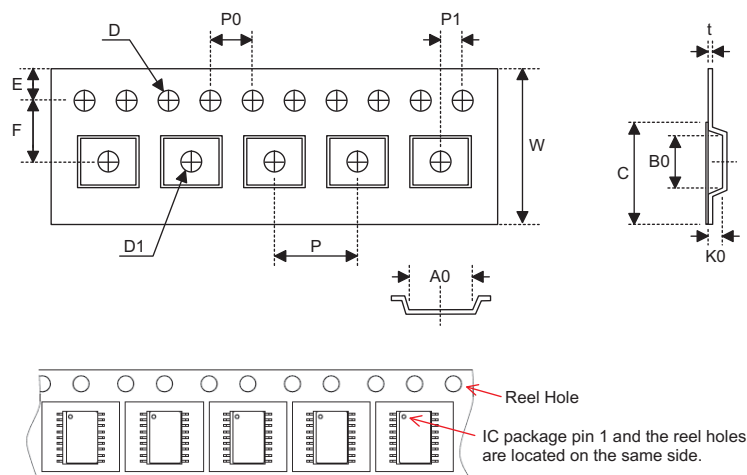 D
P0
P1
t
E
F
W
C
B0
D1
P
A0
K0
Reel Hole
IC package pin 1 and the reel holes
are located on the same side.